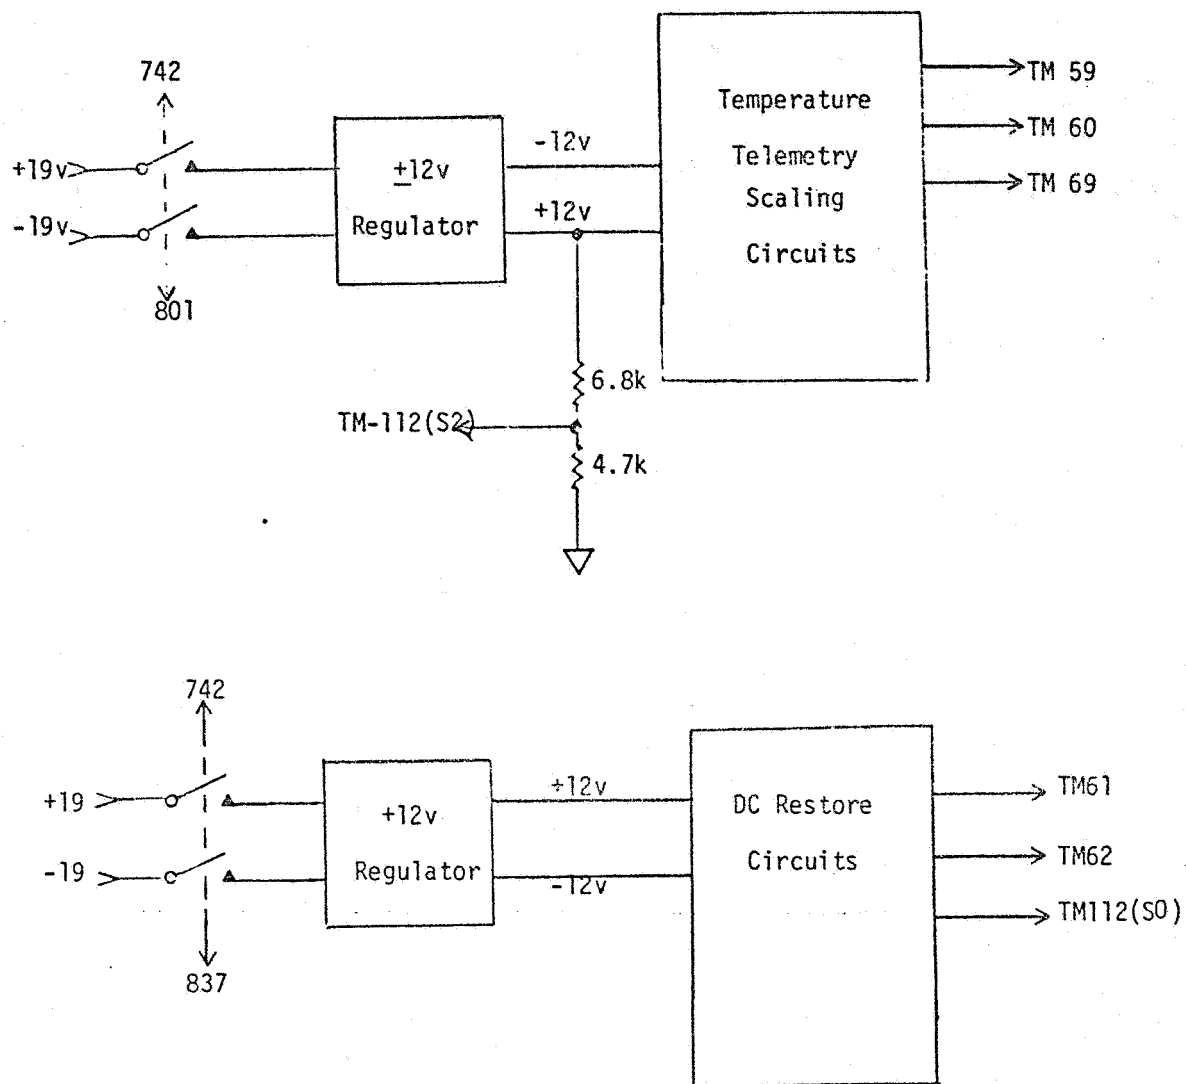 742
+19v
-19v
801
±12v
Regulator
-12v
+12v
Temperature
Telemetry
Scaling
Circuits
TM 59
TM 60
TM 69
6.8k
TM-112(S2)
4.7k
742
+19
-19
837
+12v
Regulator
+12v
-12v
DC Restore
Circuits
TM61
TM62
TM112(S0)